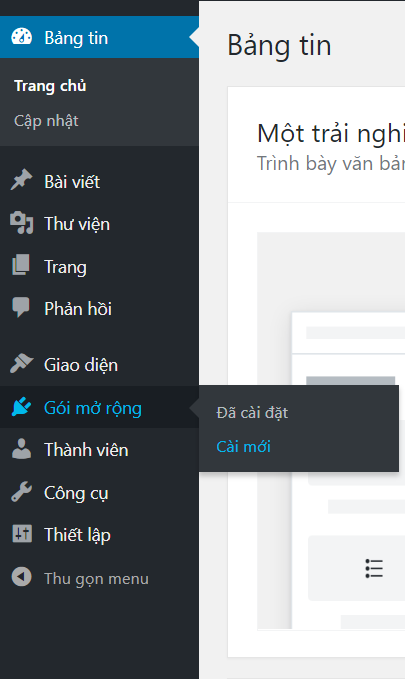 Bảng tin
Trang chủ
Cập nhật
Bài viết
Thư viện
Trang
Phản hồi
Giao diện
Gói mở rộng
Đã cài đặt
Cài mới
Thành viên
Công cụ
Thiết lập
Thu gọn menu
Bảng tin
Một trải nghi
Trình bày văn bản